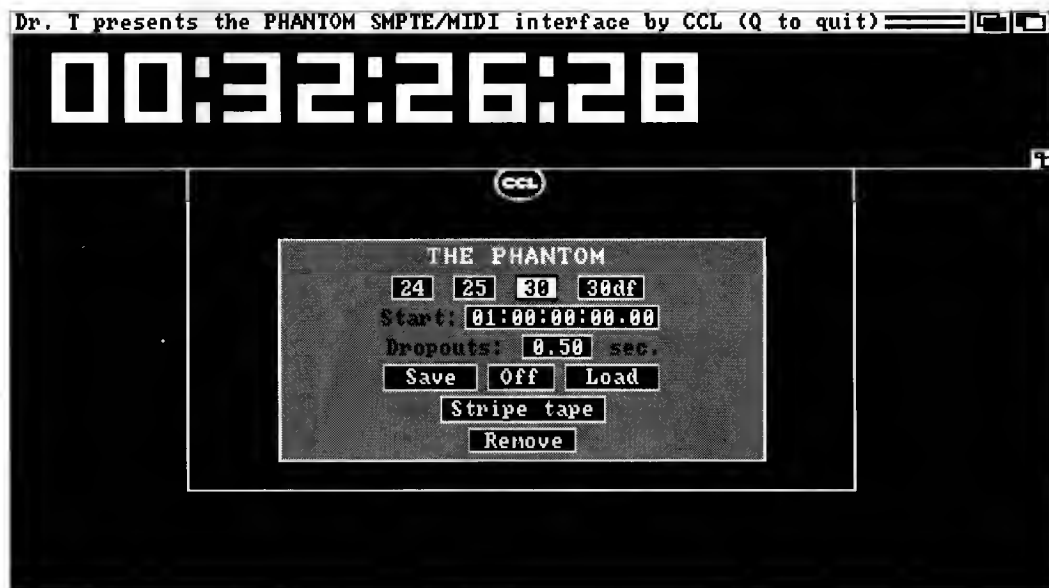 Dr. T presents the PHANTOM SMPTE/MIDI interface by CCL (Q to quit)
00:32:26:28
CCL
THE PHANTOM
24 25 30 30df
Start: 01:00:00:00.00
Dropouts: 0.50 sec.
Save Off Load
Stripe tape
Remove